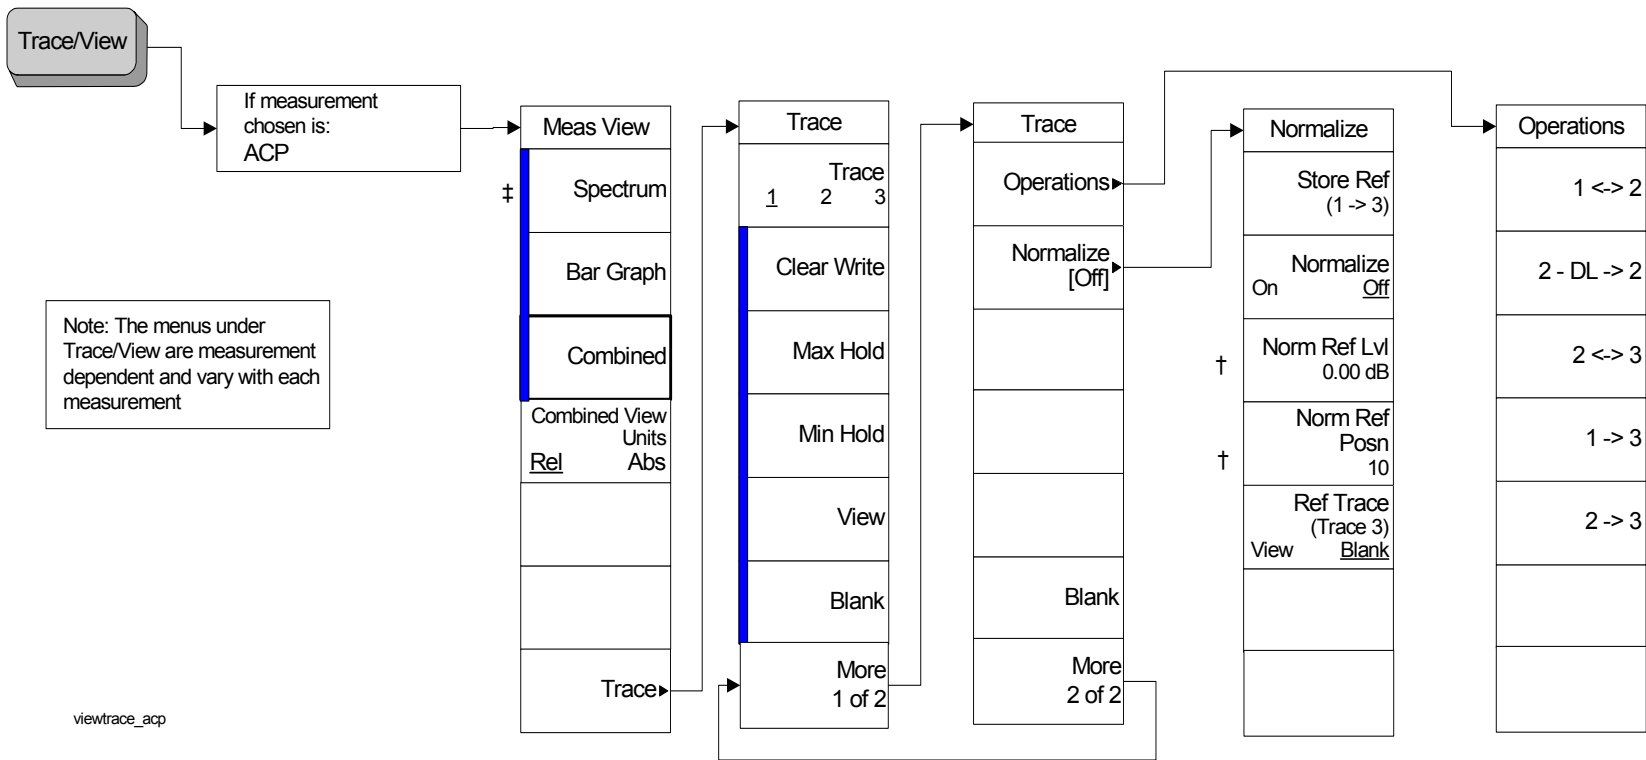 Trace/View
If measurement
chosen is:
ACP
Note: The menus under
Trace/View are measurement
dependent and vary with each
measurement
viewtrace_acp
Meas View
‡
Spectrum
Bar Graph
Combined
Combined View
Units
Rel Abs
Trace
Trace
Trace
1 2 3
Clear Write
Max Hold
Min Hold
View
Blank
More
1 of 2
Trace
Operations
Normalize
[Off]
Blank
More
2 of 2
Normalize
Store Ref
(1 -> 3)
Normalize
On Off
† Norm Ref Lvl
0.00 dB
Norm Ref
† Posn
10
Ref Trace
(Trace 3)
View Blank
Operations
1 <-> 2
2 - DL -> 2
2 <-> 3
1 -> 3
2 -> 3